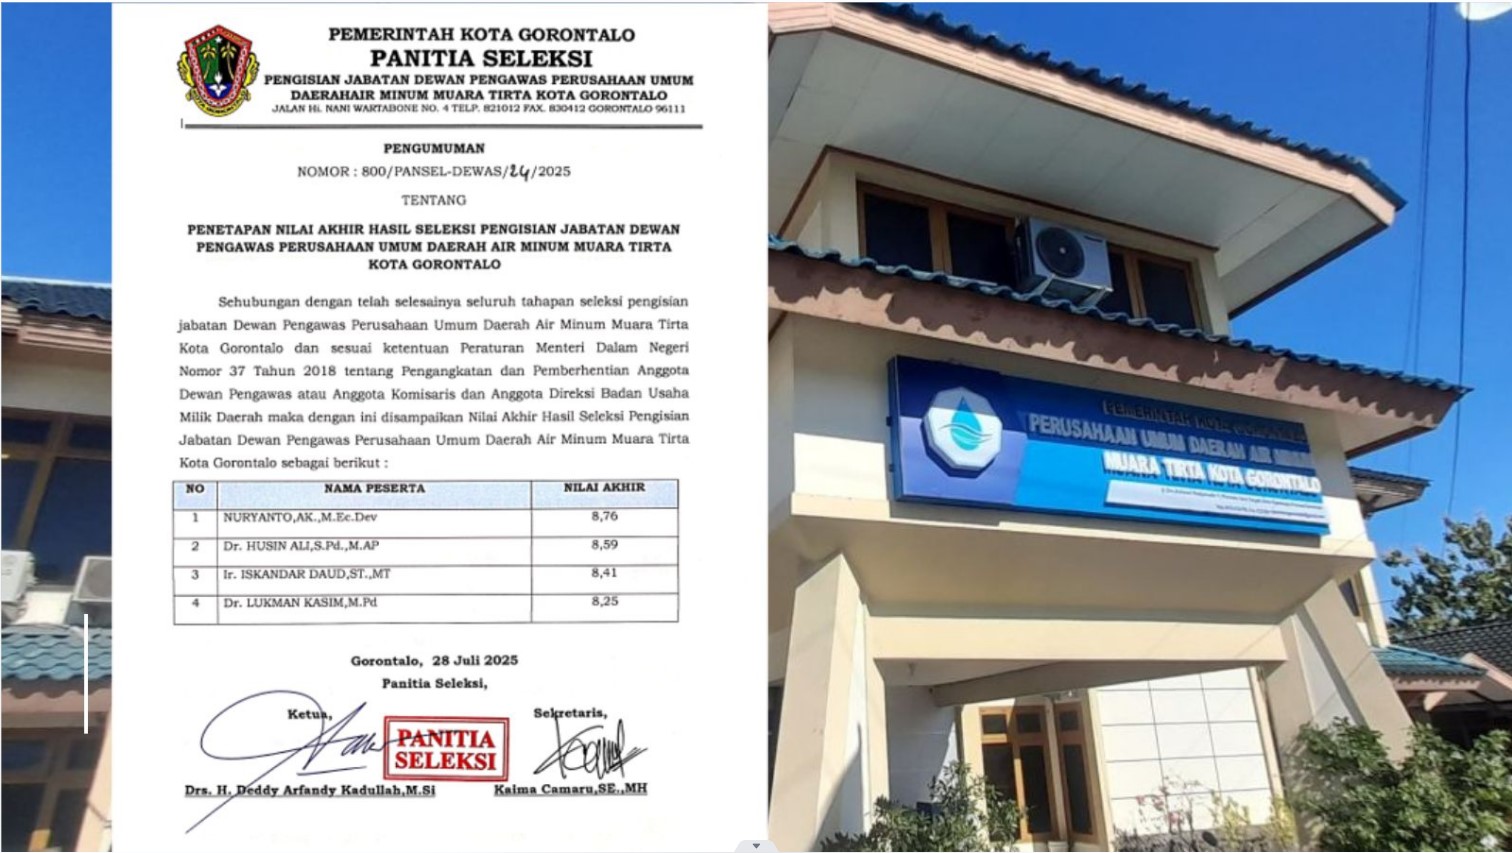 PEMERINTAH KOTA GORONTALO
PANITIA SELEKSI
PENGISIAN JABATAN DEWAN PENGAWAS PERUSAHAAN UMUM
DAERAHAIR MINUM MUARA TIRTA KOTA GORONTALO
JALAN Hi. NANI WARTABONE NO. 4 TELP. 821012 FAX. 830412 GORONTALO 96111
PENGUMUMAN
NOMOR : 800/PANSEL-DEWAS/24/2025
TENTANG
PENETAPAN NILAI AKHIR HASIL SELEKSI PENGISIAN JABATAN DEWAN
PENGAWAS PERUSAHAAN UMUM DAERAH AIR MINUM MUARA TIRTA
KOTA GORONTALO
Sehubungan dengan telah selesainya seluruh tahapan seleksi pengisian
jabatan Dewan Pengawas Perusahaan Umum Daerah Air Minum Muara Tirta
Kota Gorontalo dan sesuai ketentuan Peraturan Menteri Dalam Negeri
Nomor 37 Tahun 2018 tentang Pengangkatan dan Pemberhentian Anggota
Dewan Pengawas atau Anggota Komisaris dan Anggota Direksi Badan Usaha
Milik Daerah maka dengan ini disampaikan Nilai Akhir Hasil Seleksi Pengisian
Jabatan Dewan Pengawas Perusahaan Umum Daerah Air Minum Muara Tirta
Kota Gorontalo sebagai berikut :
NO NAMA PESERTA NILAI AKHIR
1 NURYANTO,AK.,M.Ec.Dev 8,76
2 Dr. HUSIN ALI,S.Pd.,M.AP 8,59
3 Ir. ISKANDAR DAUD,ST.,MT 8,41
4 Dr. LUKMAN KASIM,M.Pd 8,25
Gorontalo, 28 Juli 2025
Panitia Seleksi,
Ketua, Sekretaris,
PANITIA
SELEKSI
Drs. H. Deddy Arfandy Kadullah,M.Si Kaima Camaru,SE.,MH
PEMERINTAH KOTA GORONTALO
PERUSAHAAN UMUM DAERAH AIR MINUM
MUARA TIRTA KOTA GORONTALO